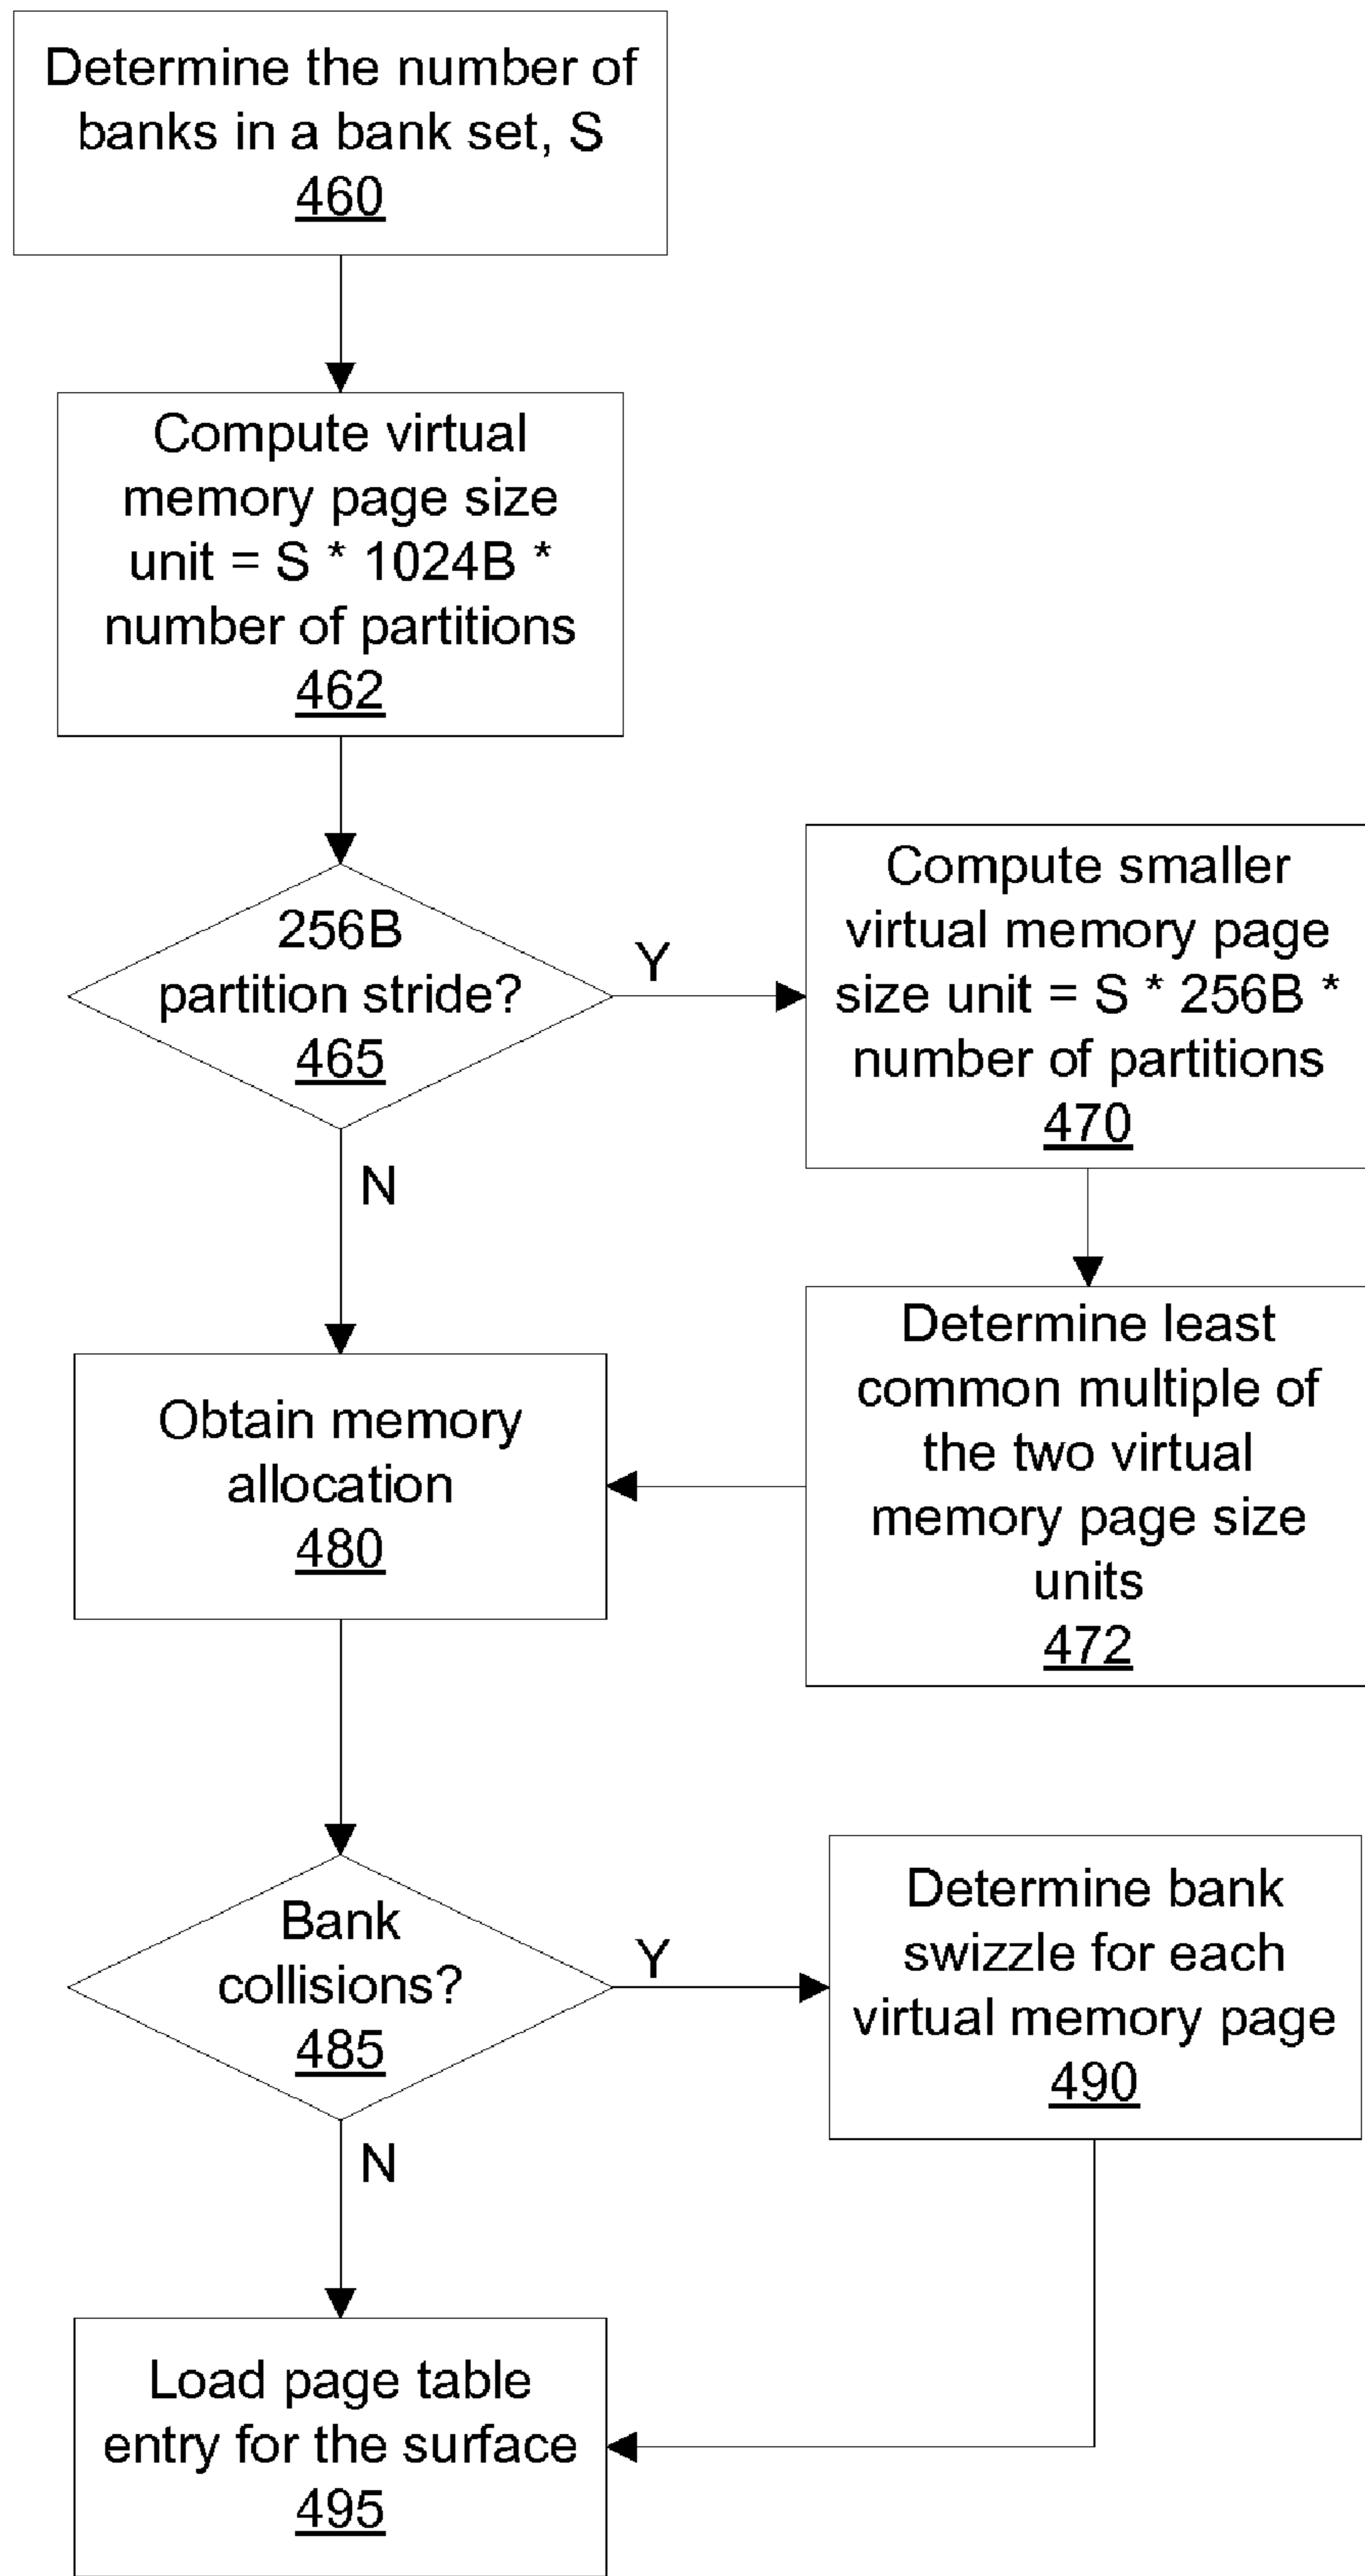 Determine the number of
banks in a bank set, S
460
Compute virtual
memory page size
unit = S * 1024B *
number of partitions
462
256B
partition stride?
465
Y
N
Compute smaller
virtual memory page
size unit = S * 256B *
number of partitions
470
Determine least
common multiple of
the two virtual
memory page size
units
472
Obtain memory
allocation
480
Bank
collisions?
485
Y
N
Determine bank
swizzle for each
virtual memory page
490
Load page table
entry for the surface
495